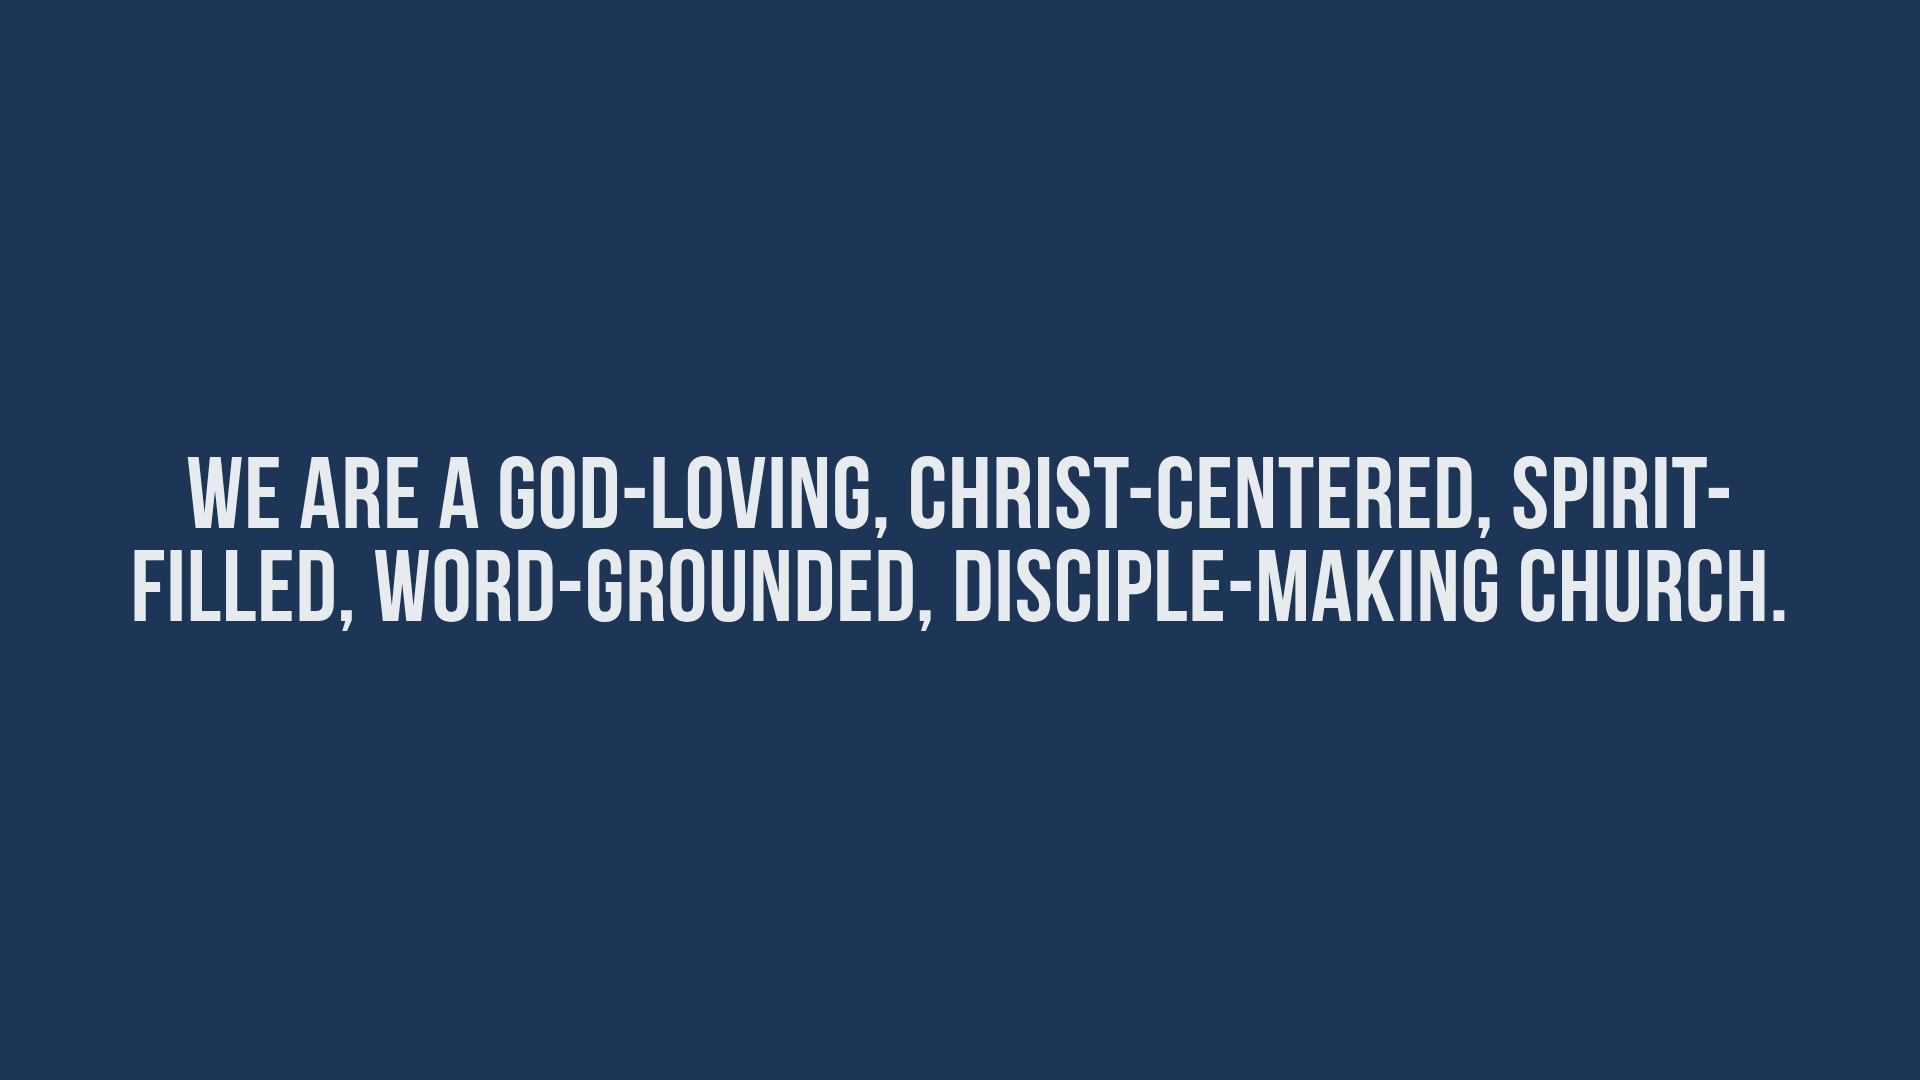 WE ARE A GOD-LOVING, CHRIST-CENTERED, SPIRIT-
FILLED, WORD-GROUNDED, DISCIPLE-MAKING CHURCH.